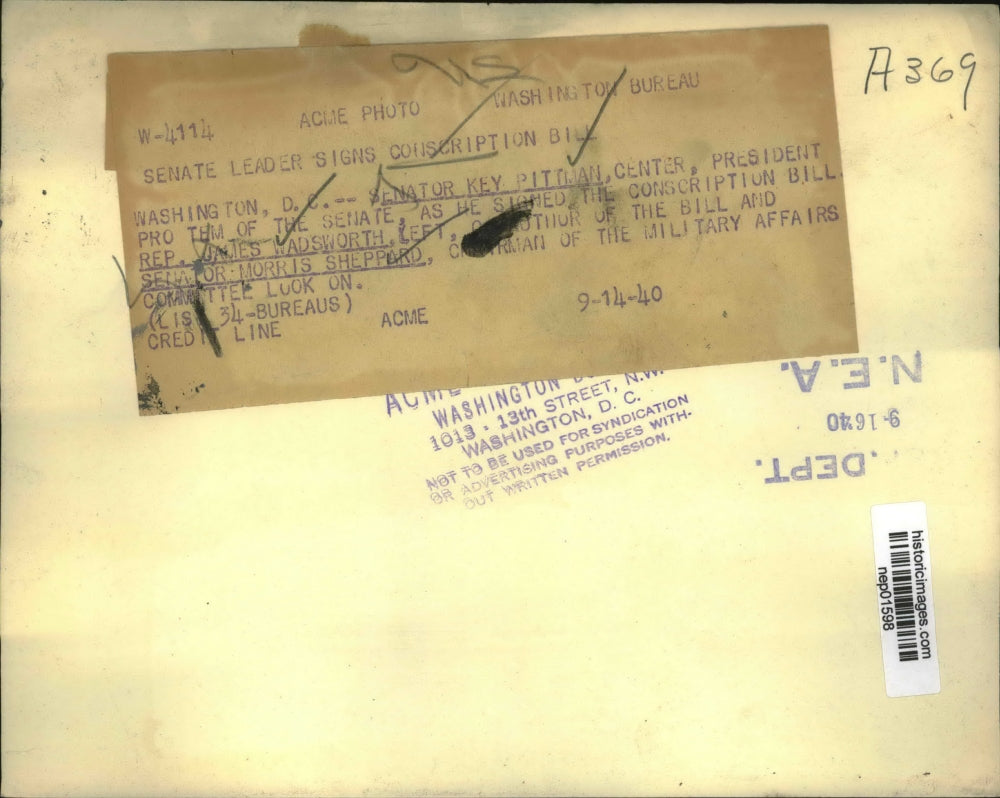 A369
W-4114 ACME PHOTO WASHINGTON BUREAU
SENATE LEADER SIGNS CONSCRIPTION BILL
WASHINGTON, D.C.-- SENATOR KEY PITTMAN, CENTER, PRESIDENT
PRO TEM OF THE SENATE, AS HE SIGNED THE CONSCRIPTION BILL.
REP. JAMES WADSWORTH, LEFT, CO-AUTHOR OF THE BILL AND
SENATOR MORRIS SHEPPARD, CHAIRMAN OF THE MILITARY AFFAIRS
COMMITTEE LOOK ON.
(LIST 34-BUREAUS)
CREDIT LINE ACME 9-14-40
ACME
WASHINGTON
1013 - 13th STREET, N.W.
WASHINGTON, D. C.
NOT TO BE USED FOR SYNDICATION
OR ADVERTISING PURPOSES WITH-
OUT WRITTEN PERMISSION.
N.E.A.
9-1640
DEPT.
historicimages.com
nep01598